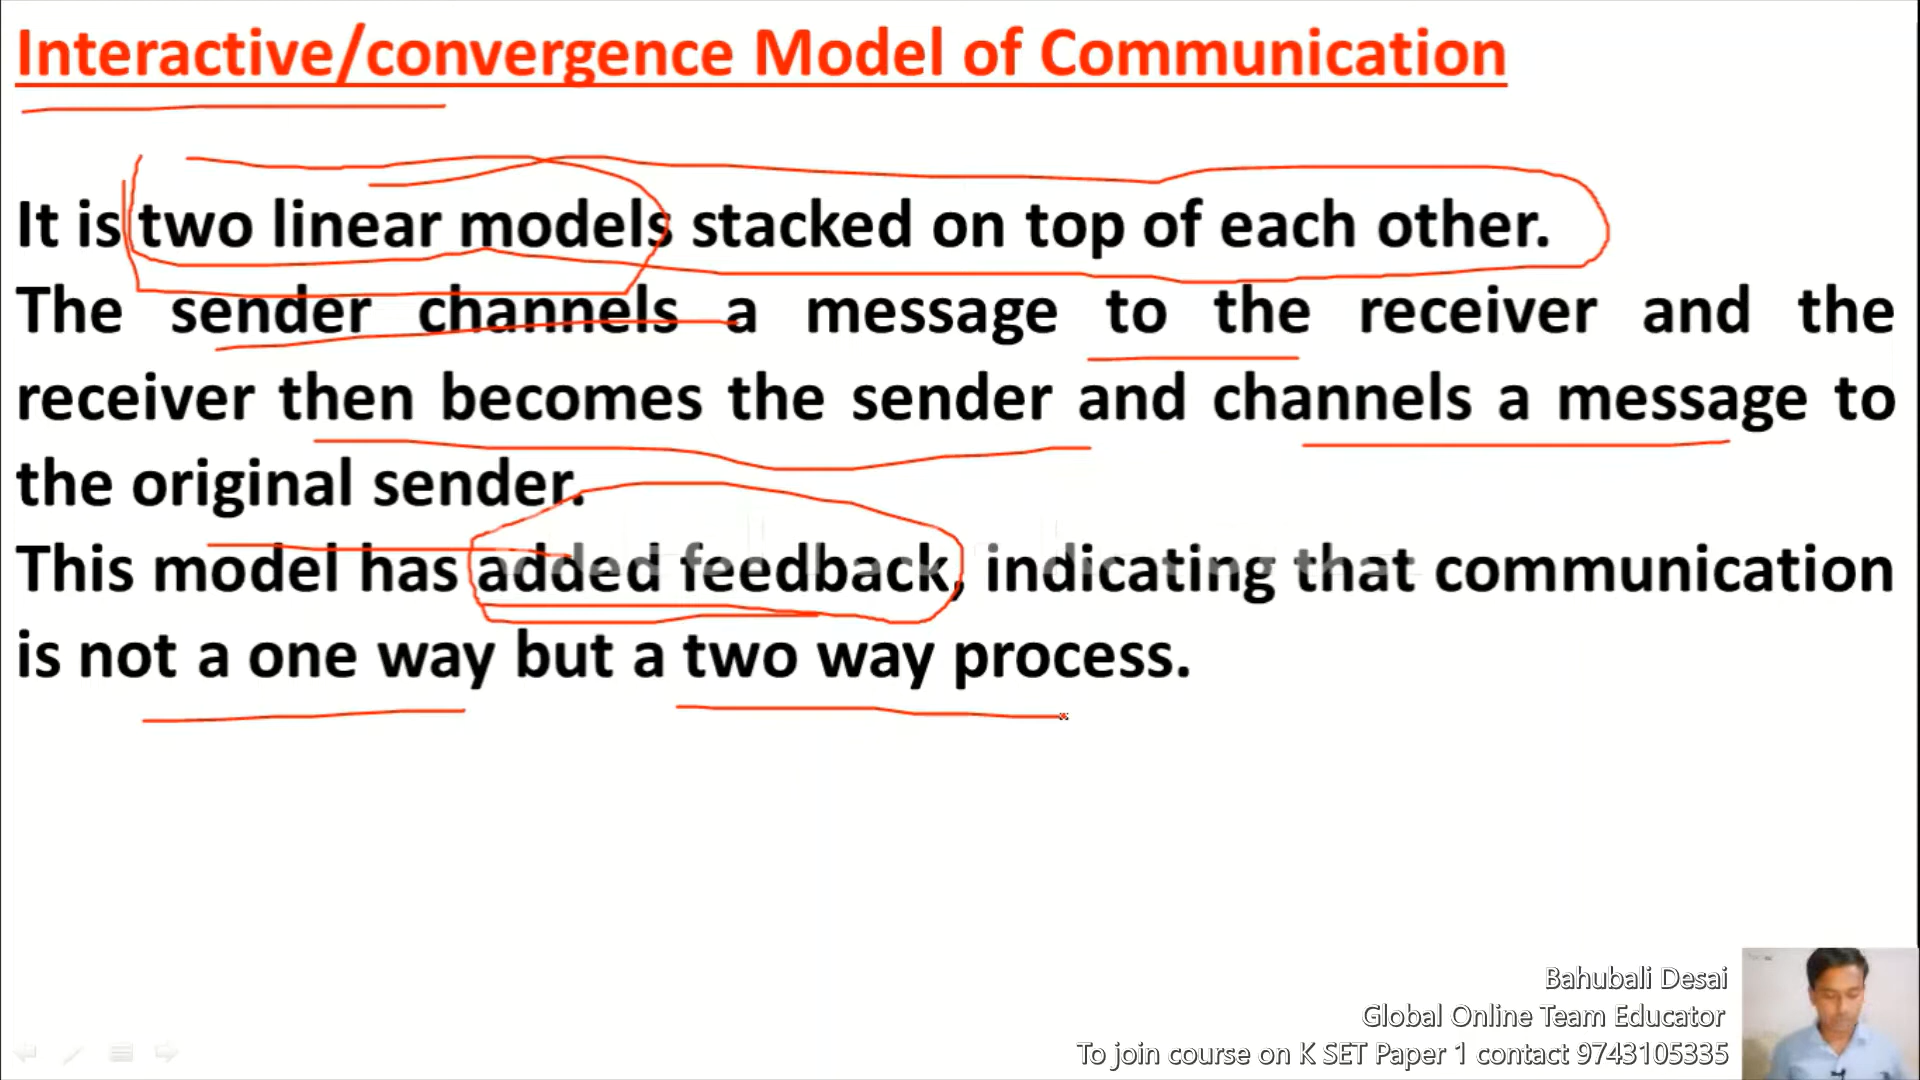 Interactive/convergence Model of Communication
It is two linear models stacked on top of each other.
The sender channels a message to the receiver and the
receiver then becomes the sender and channels a message to
the original sender.
This model has added feedback, indicating that communication
is not a one way but a two way process.
Bahubali Desai
Global Online Team Educator
To join course on K SET Paper 1 contact 9743105335